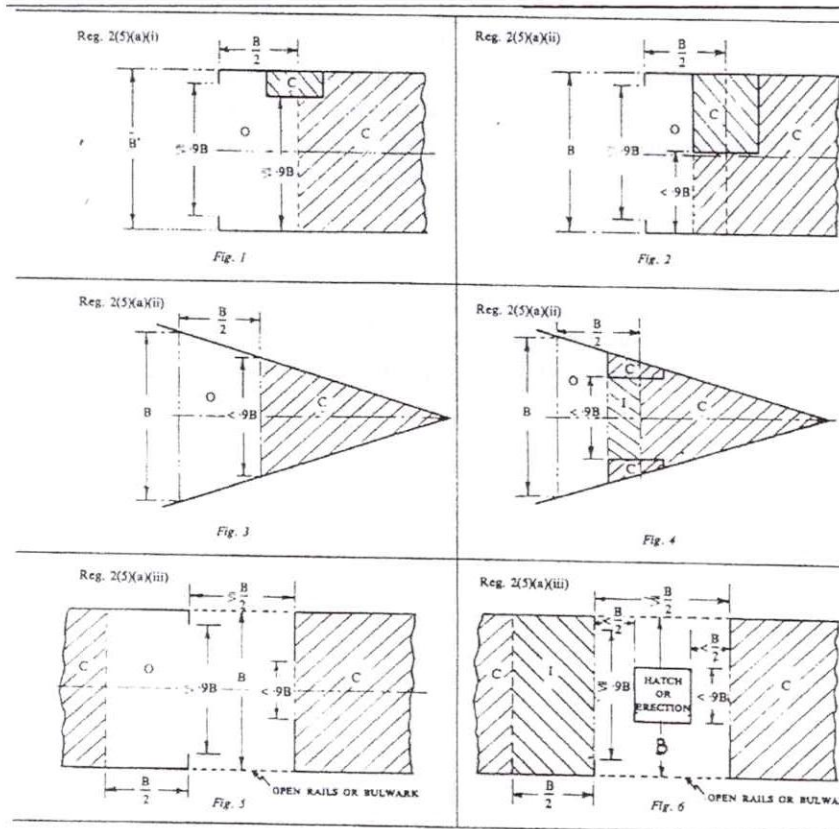 Reg. 2(5)(a)(i)
B
2
C
B'
≥ ·9B
O
≥ ·9B
C
Fig. 1
Reg. 2(5)(a)(ii)
B
2
C
O
C
B
·9B
< ·9B
Fig. 2
Reg. 2(5)(a)(ii)
B
2
O
B
< ·9B
C
Fig. 3
Reg. 2(5)(a)(ii)
B
2
C
O
B
< ·9B
I
C
C
Fig. 4
Reg. 2(5)(a)(iii)
B
2
C
O
·9B
B
< ·9B
C
B
2
OPEN RAILS OR BULWARK
Fig. 5
Reg. 2(5)(a)(iii)
B
2
< B
2
< B
2
C
I
·9B
HATCH
OR
ERECTION
< ·9B
C
B
B
2
OPEN RAILS OR BULWA
Fig. 6